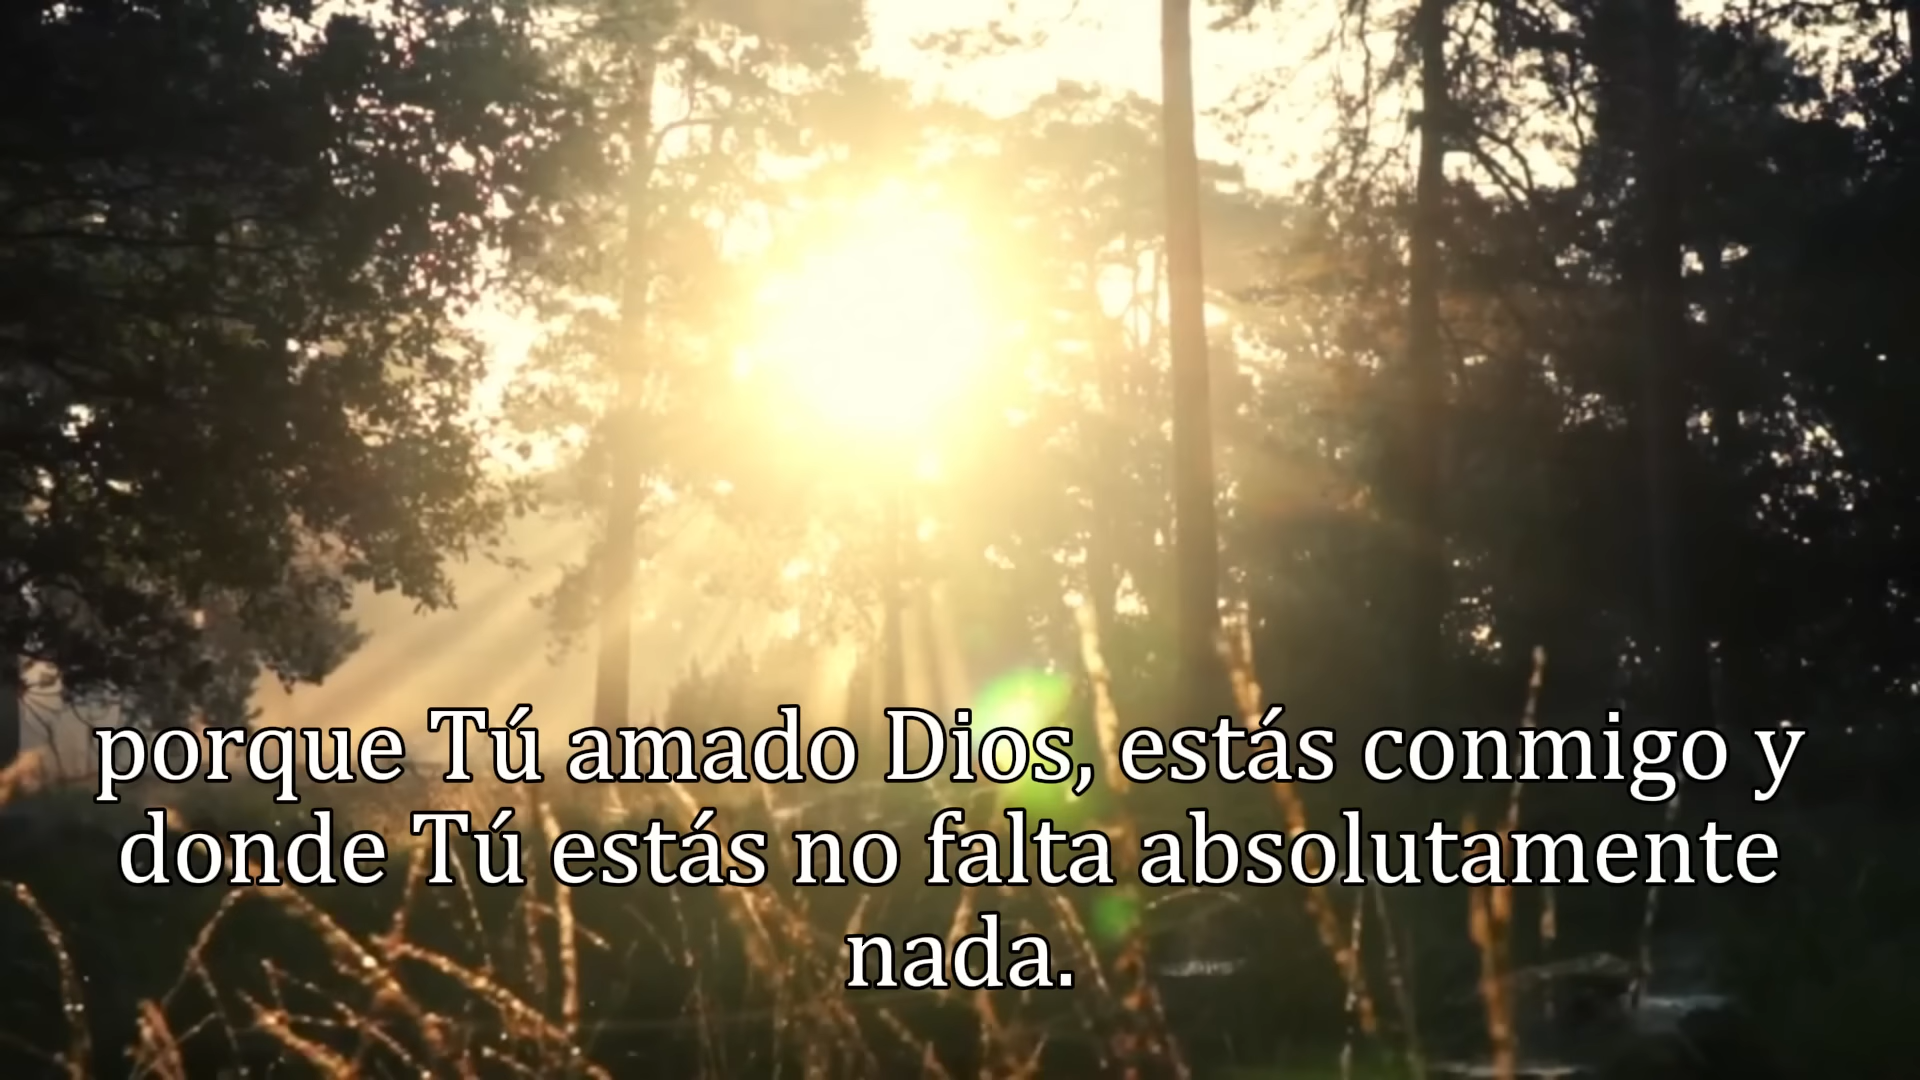 porque Tú amado Dios, estás conmigo y
donde Tú estás no falta absolutamente
nada.